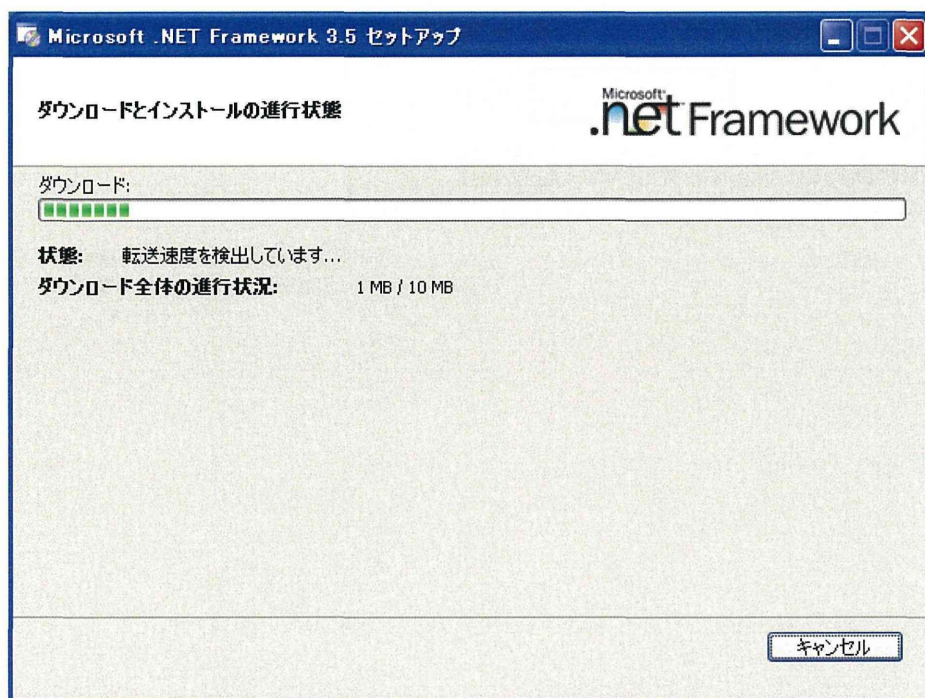 Microsoft .NET Framework 3.5 セットアップ
ダウンロードとインストールの進行状態
Microsoft
.net Framework
ダウンロード:
状態: 転送速度を検出しています...
ダウンロード全体の進行状況: 1 MB / 10 MB
キャンセル